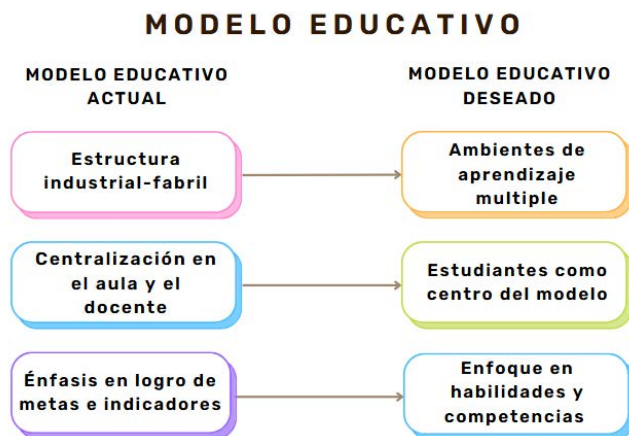 MODELO EDUCATIVO
MODELO EDUCATIVO
ACTUAL
MODELO EDUCATIVO
DESEADO
Estructura
industrial-fabril
Ambientes de
aprendizaje
multiple
Centralización en
el aula y el
docente
Estudiantes como
centro del modelo
Énfasis en logro de
metas e indicadores
Enfoque en
habilidades y
competencias